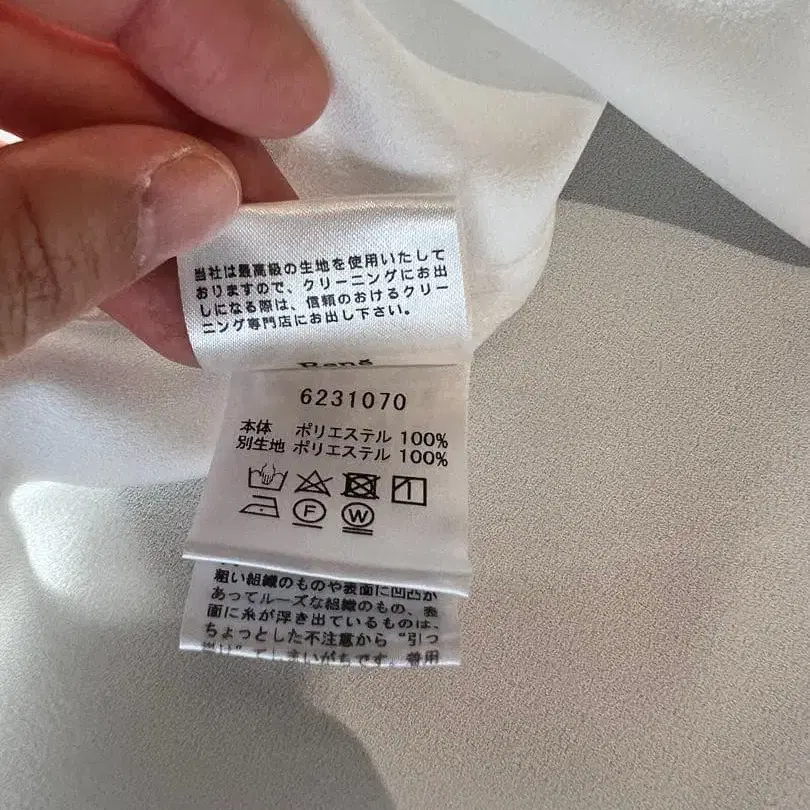 当社は最高級の生地を使用いたして
おりますので、クリーニングにお出
しになる際は、信頼のおけるクリー
ニング専門店にお出し下さい。
René
6231070
本体 ポリエステル 100%
別生地 ポリエステル 100%
F
W
粗い組織のものや表面に凹凸が
あってルーズな組織のもの、表
面に糸が浮き出ているものは、
ちょっとした不注意から“引っ